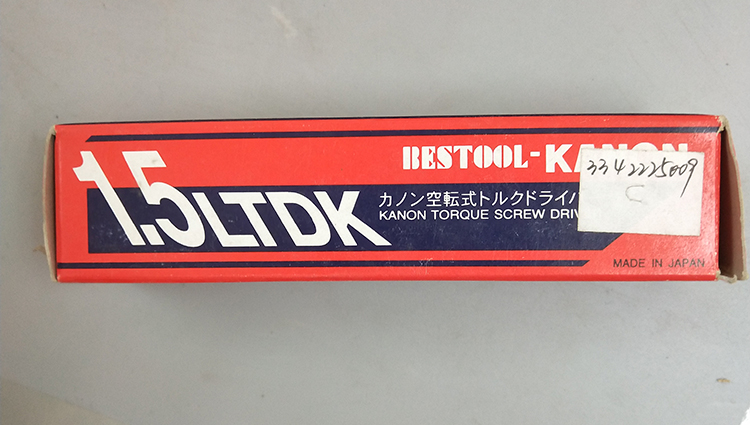 BESTOOL-KANON
3342225009
C
1.5LTDK
カノン空転式トルクドライバ
KANON TORQUE SCREW DRIV
MADE IN JAPAN